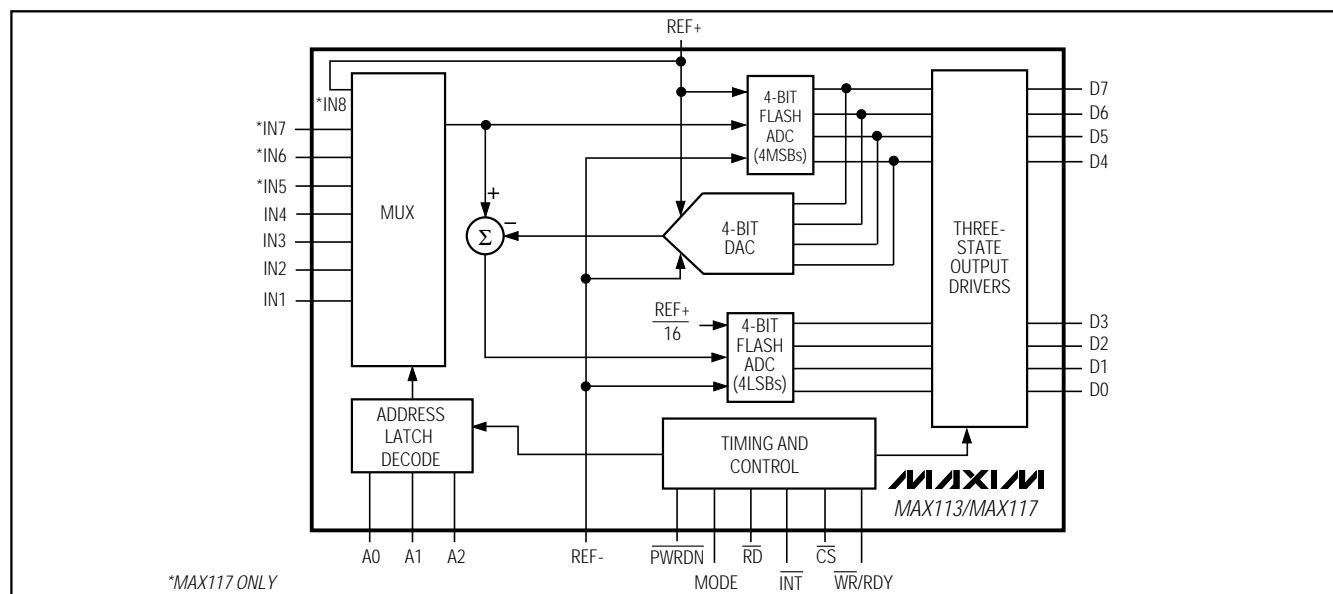 REF+
*IN8
*IN7
*IN6
*IN5
IN4
IN3
IN2
IN1
MUX
4-BIT
FLASH
ADC
(4MSBs)
D7
D6
D5
D4
+
−
Σ
4-BIT
DAC
THREE-
STATE
OUTPUT
DRIVERS
REF+
16
4-BIT
FLASH
ADC
(4LSBs)
D3
D2
D1
D0
ADDRESS
LATCH
DECODE
TIMING AND
CONTROL
MAXIM
MAX113/MAX117
A0
A1
A2
REF-
PWRDN
MODE
RD
INT
CS
WR/RDY
*MAX117 ONLY